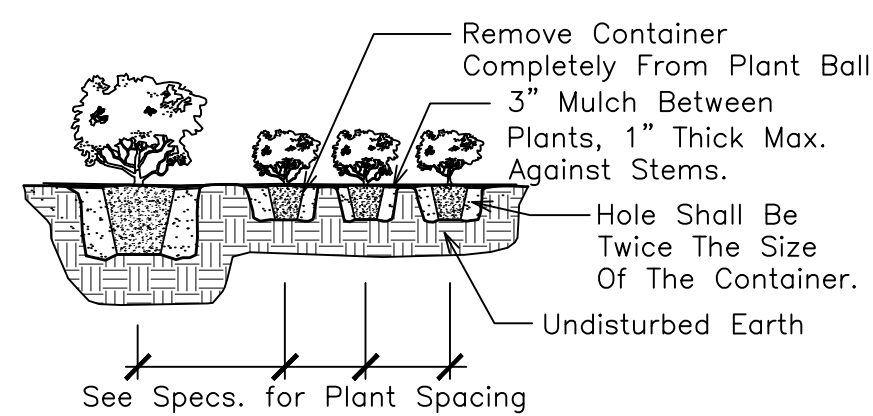 Remove Container
Completely From Plant Ball
3" Mulch Between
Plants, 1" Thick Max.
Against Stems.
Hole Shall Be
Twice The Size
Of The Container.
Undisturbed Earth
See Specs. for Plant Spacing